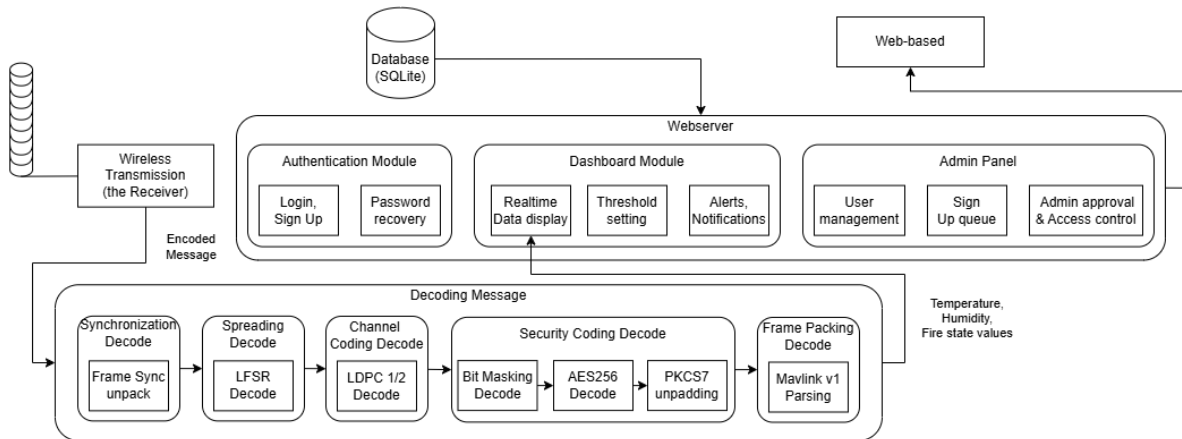 Database
(SQLite)
Web-based
Wireless
Transmission
(the Receiver)
Webserver
Authentication Module
Login,
Sign Up
Password
recovery
Dashboard Module
Realtime
Data display
Threshold
setting
Alerts,
Notifications
Admin Panel
User
management
Sign
Up queue
Admin approval
& Access control
Encoded
Message
Temperature,
Humidity,
Fire state values
Decoding Message
Synchronization
Decode
Frame Sync
unpack
Spreading
Decode
LFSR
Decode
Channel
Coding Decode
LDPC 1/2
Decode
Security Coding Decode
Bit Masking
Decode
AES256
Decode
PKCS7
unpadding
Frame Packing
Decode
Mavlink v1
Parsing